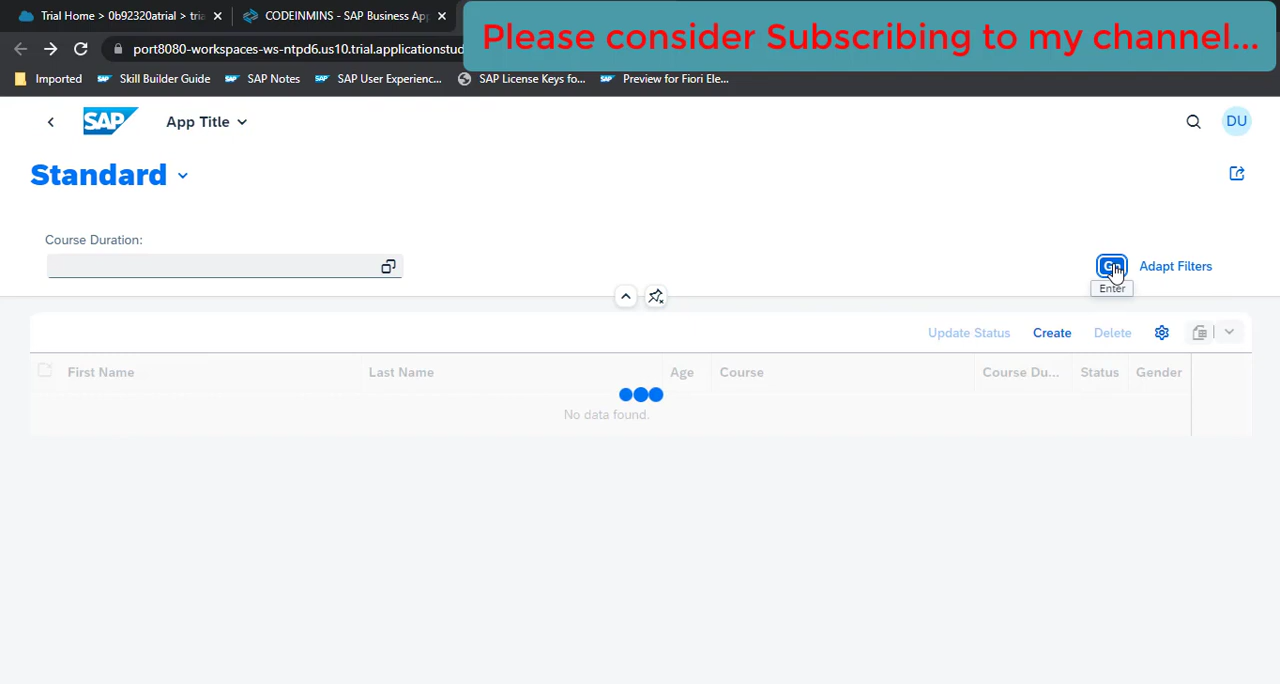 Trial Home > 0b92320atrial > tria
CODEINMINS - SAP Business App
Please consider Subscribing to my channel...
port8080-workspaces-ws-ntpd6.us10.trial.applicationstud
Imported
Skill Builder Guide
SAP Notes
SAP User Experienc...
SAP License Keys fo...
Preview for Fiori Ele...
SAP
App Title
DU
Standard
Course Duration:
Adapt Filters
Enter
Update Status
Create
Delete
First Name
Last Name
Age
Course
Course Du...
Status
Gender
No data found.